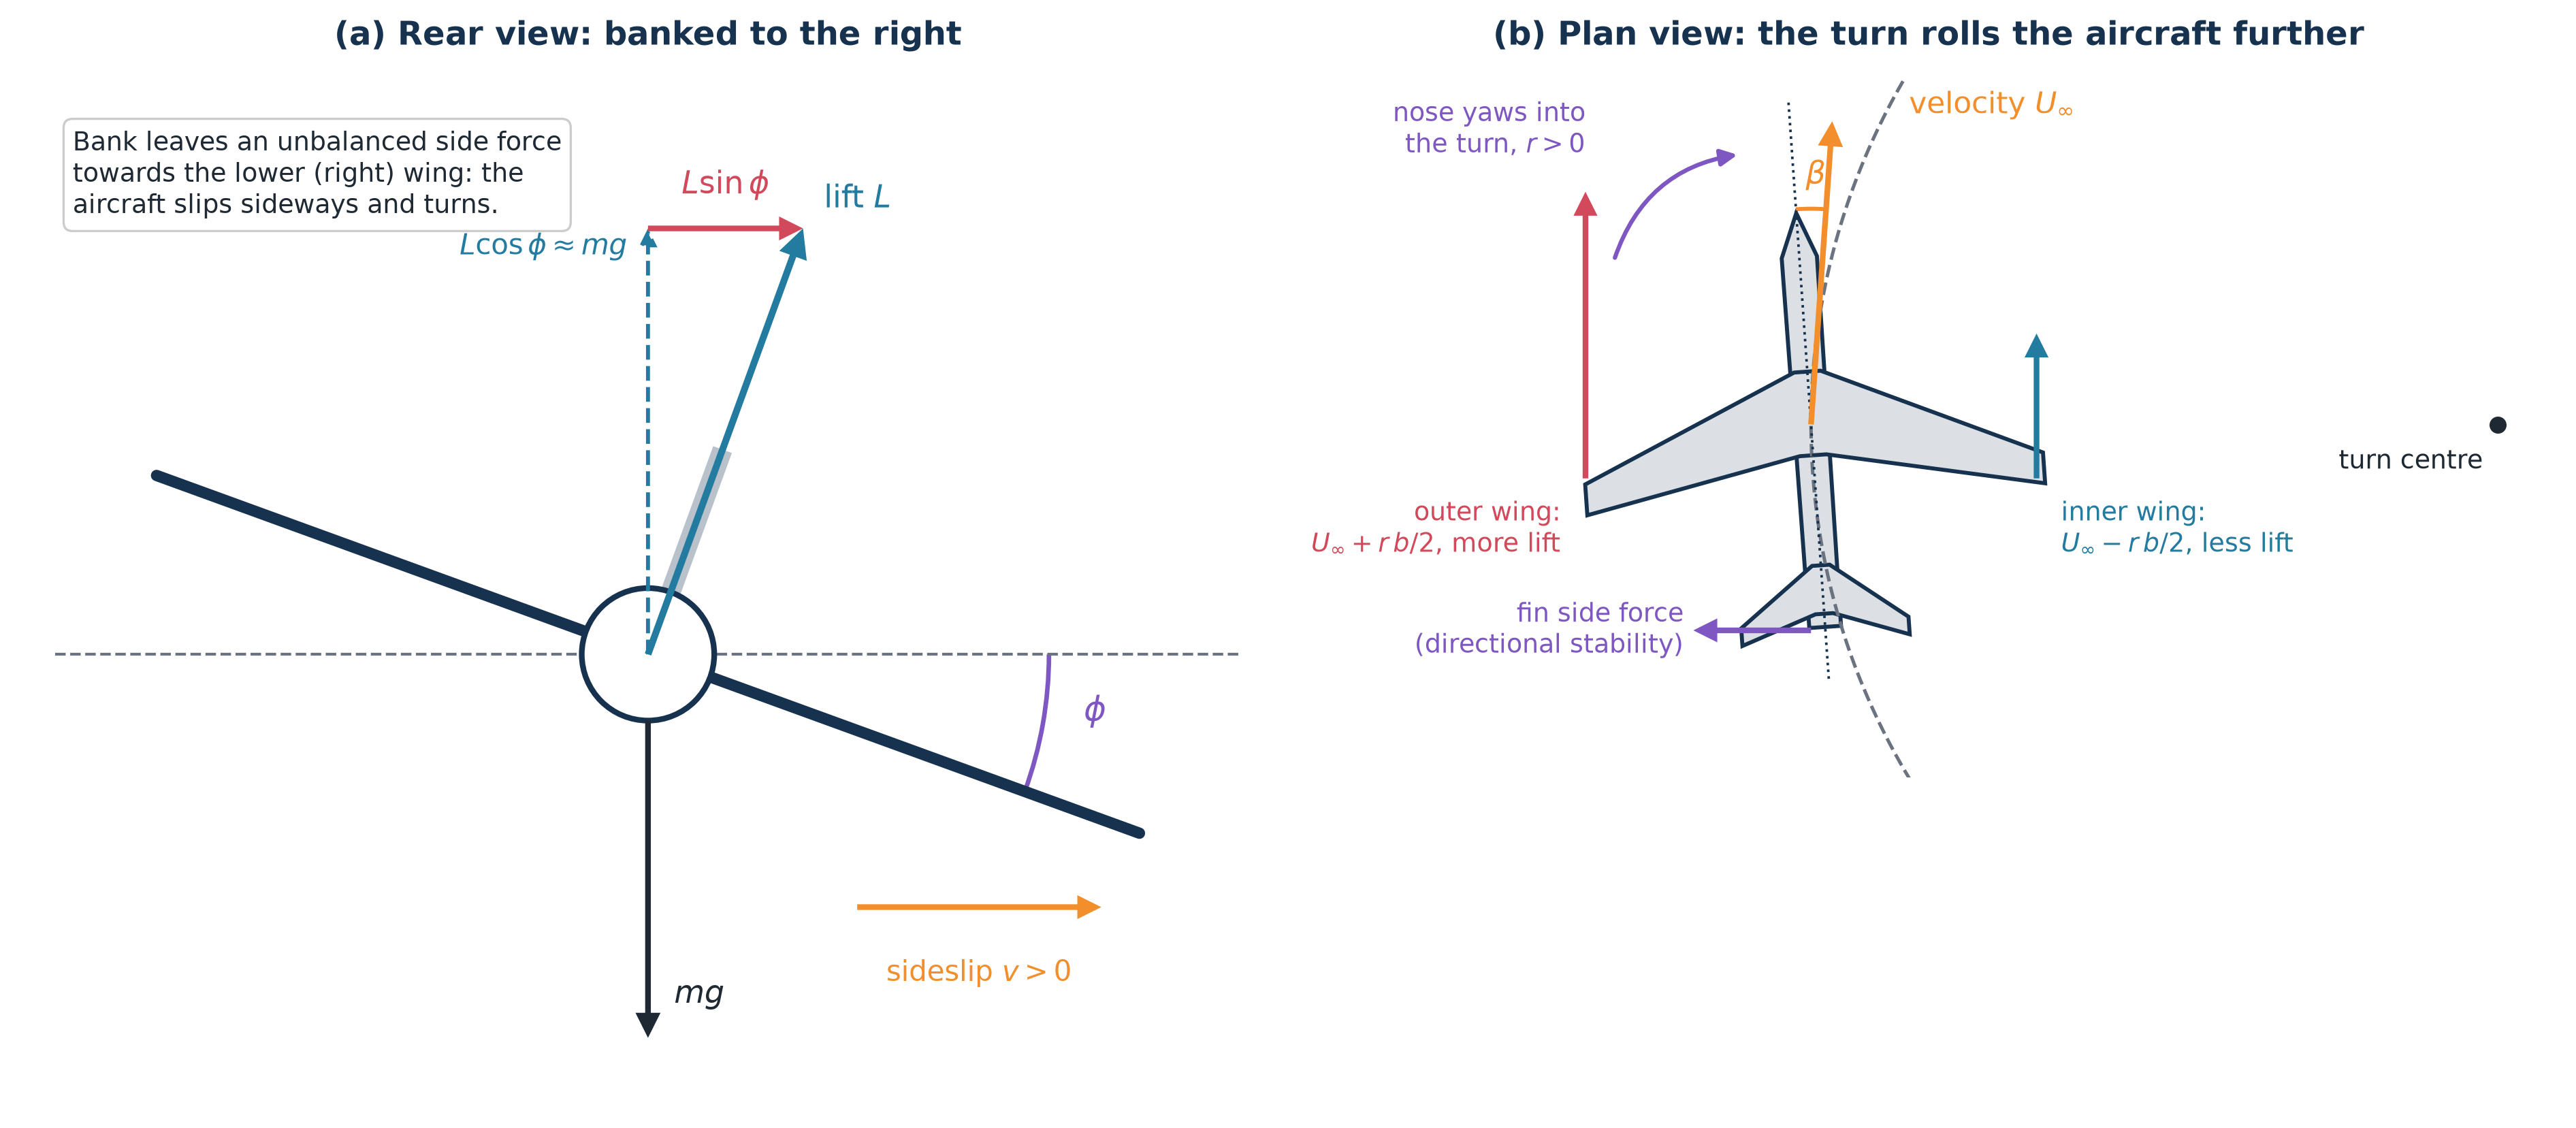 (a) Rear view: banked to the right
Bank leaves an unbalanced side force
towards the lower (right) wing: the
aircraft slips sideways and turns.
L sin ϕ
lift L
L cos ϕ ≈ mg
ϕ
sideslip v > 0
mg
(b) Plan view: the turn rolls the aircraft further
nose yaws into
the turn, r > 0
velocity U∞
β
turn centre
outer wing:
U∞ + r b/2, more lift
inner wing:
U∞ − r b/2, less lift
fin side force
(directional stability)